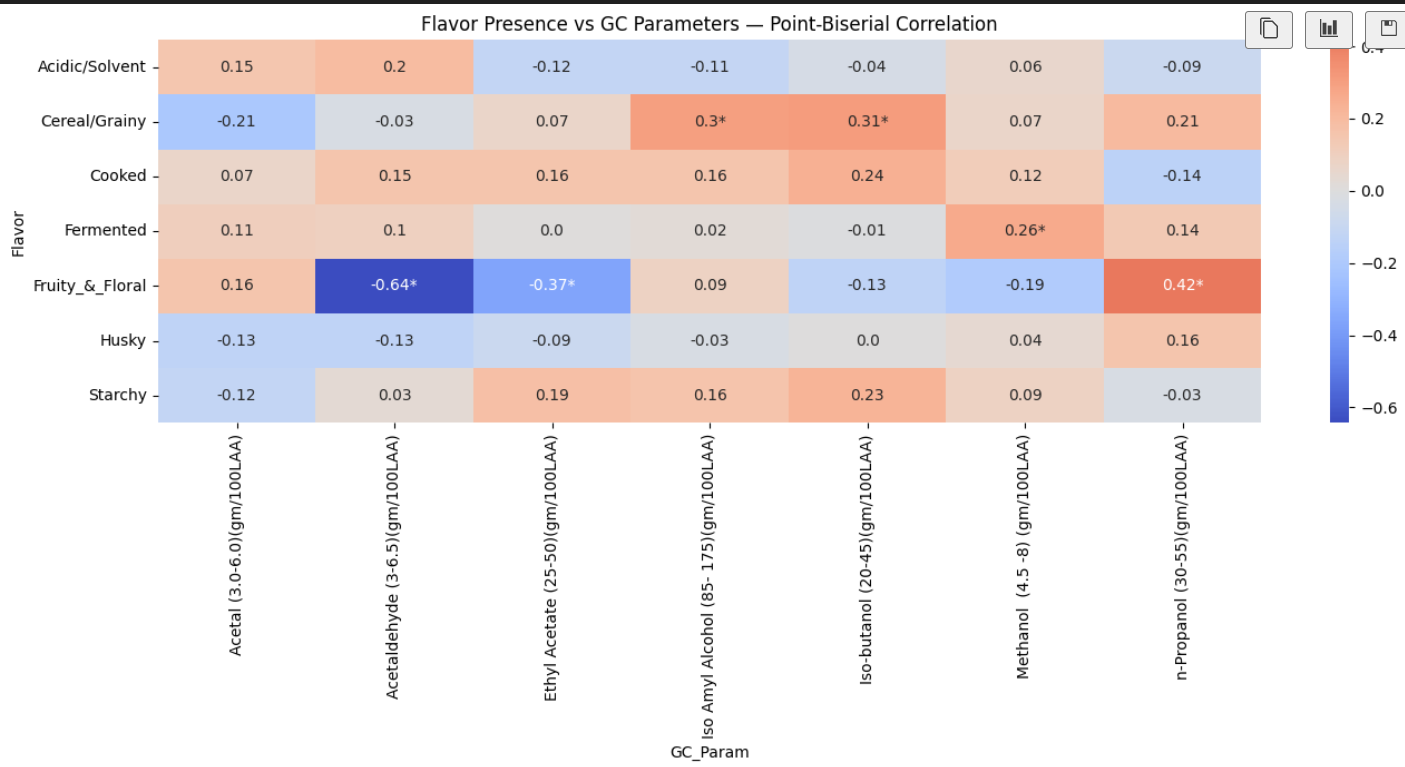 Flavor Presence vs GC Parameters — Point-Biserial Correlation
Acidic/Solvent 0.15 0.2 -0.12 -0.11 -0.04 0.06 -0.09
Cereal/Grainy -0.21 -0.03 0.07 0.3* 0.31* 0.07 0.21
Cooked 0.07 0.15 0.16 0.16 0.24 0.12 -0.14
Fermented 0.11 0.1 0.0 0.02 -0.01 0.26* 0.14
Fruity_&_Floral 0.16 -0.64* -0.37* 0.09 -0.13 -0.19 0.42*
Husky -0.13 -0.13 -0.09 -0.03 0.0 0.04 0.16
Starchy -0.12 0.03 0.19 0.16 0.23 0.09 -0.03
Flavor
Acetal (3.0-6.0)(gm/100LAA)
Acetaldehyde (3-6.5)(gm/100LAA)
Ethyl Acetate (25-50)(gm/100LAA)
Iso Amyl Alcohol (85- 175)(gm/100LAA)
Iso-butanol (20-45)(gm/100LAA)
Methanol  (4.5 -8) (gm/100LAA)
n-Propanol (30-55)(gm/100LAA)
GC_Param
0.4
0.2
0.0
−0.2
−0.4
−0.6